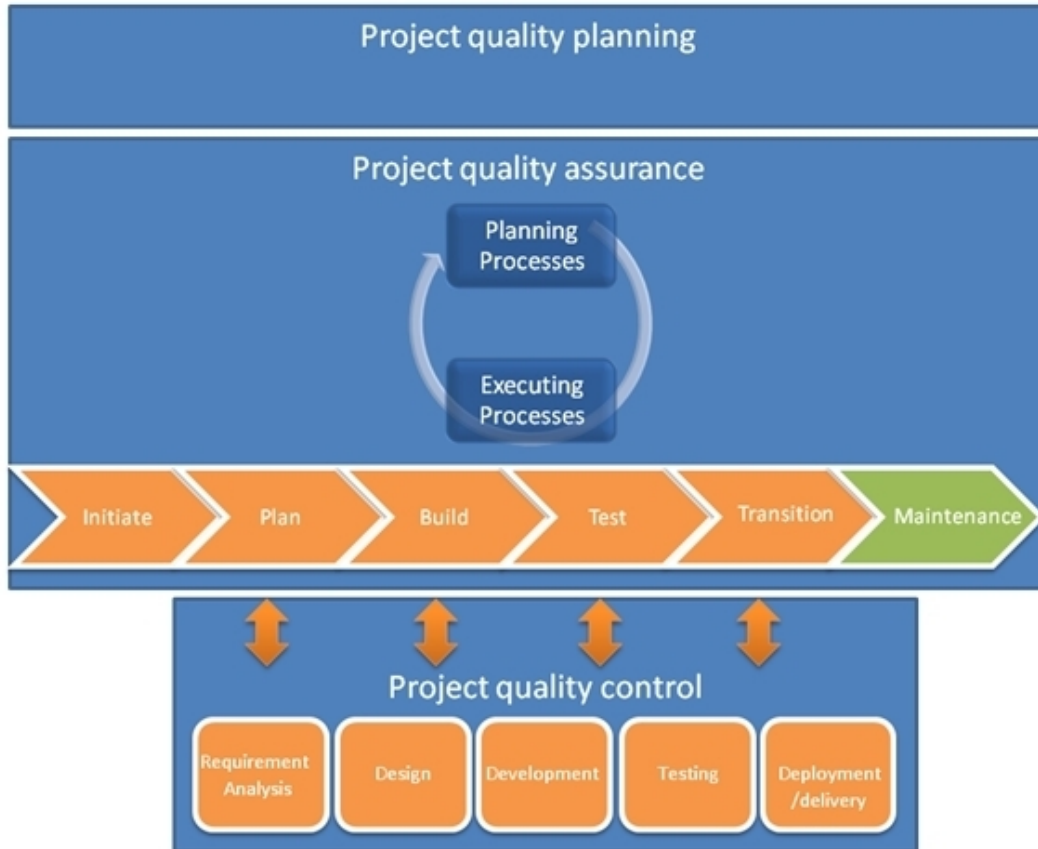 Project quality planning
Project quality assurance
Planning
Processes
Executing
Processes
Initiate
Plan
Build
Test
Transition
Maintenance
Project quality control
Requirement
Analysis
Design
Development
Testing
Deployment
/delivery